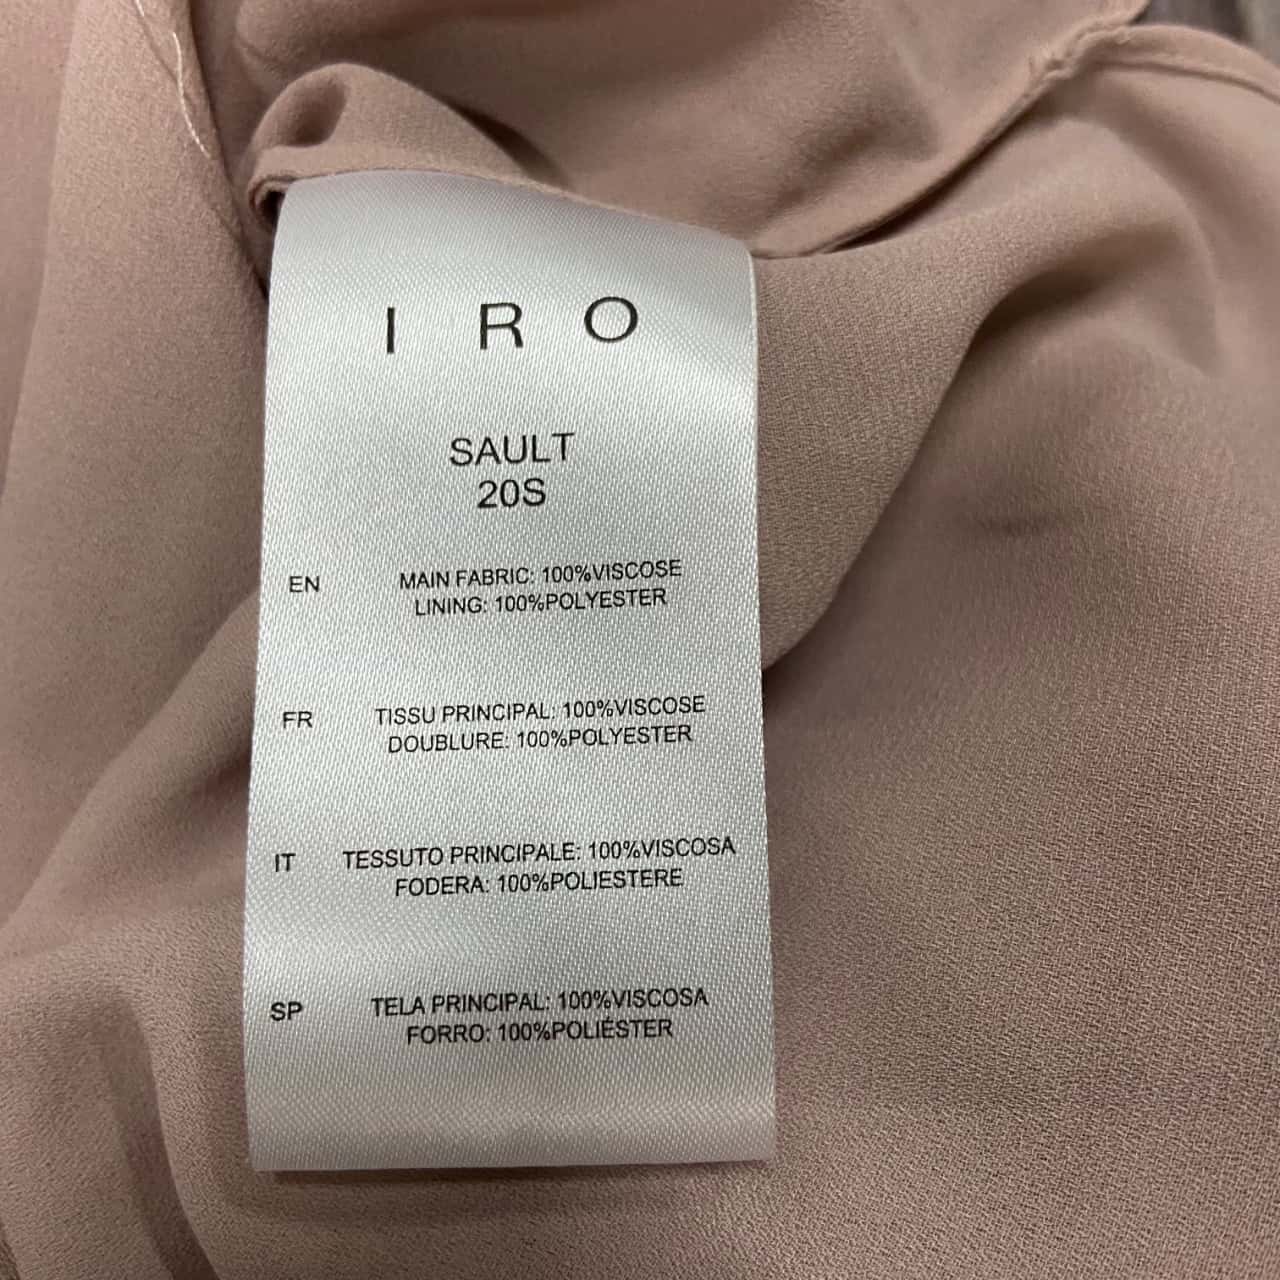 IRO
SAULT
20S
EN MAIN FABRIC: 100%VISCOSE
LINING: 100%POLYESTER
FR TISSU PRINCIPAL: 100%VISCOSE
DOUBLURE: 100%POLYESTER
IT TESSUTO PRINCIPALE: 100%VISCOSA
FODERA: 100%POLIESTERE
SP TELA PRINCIPAL: 100%VISCOSA
FORRO: 100%POLIÉSTER